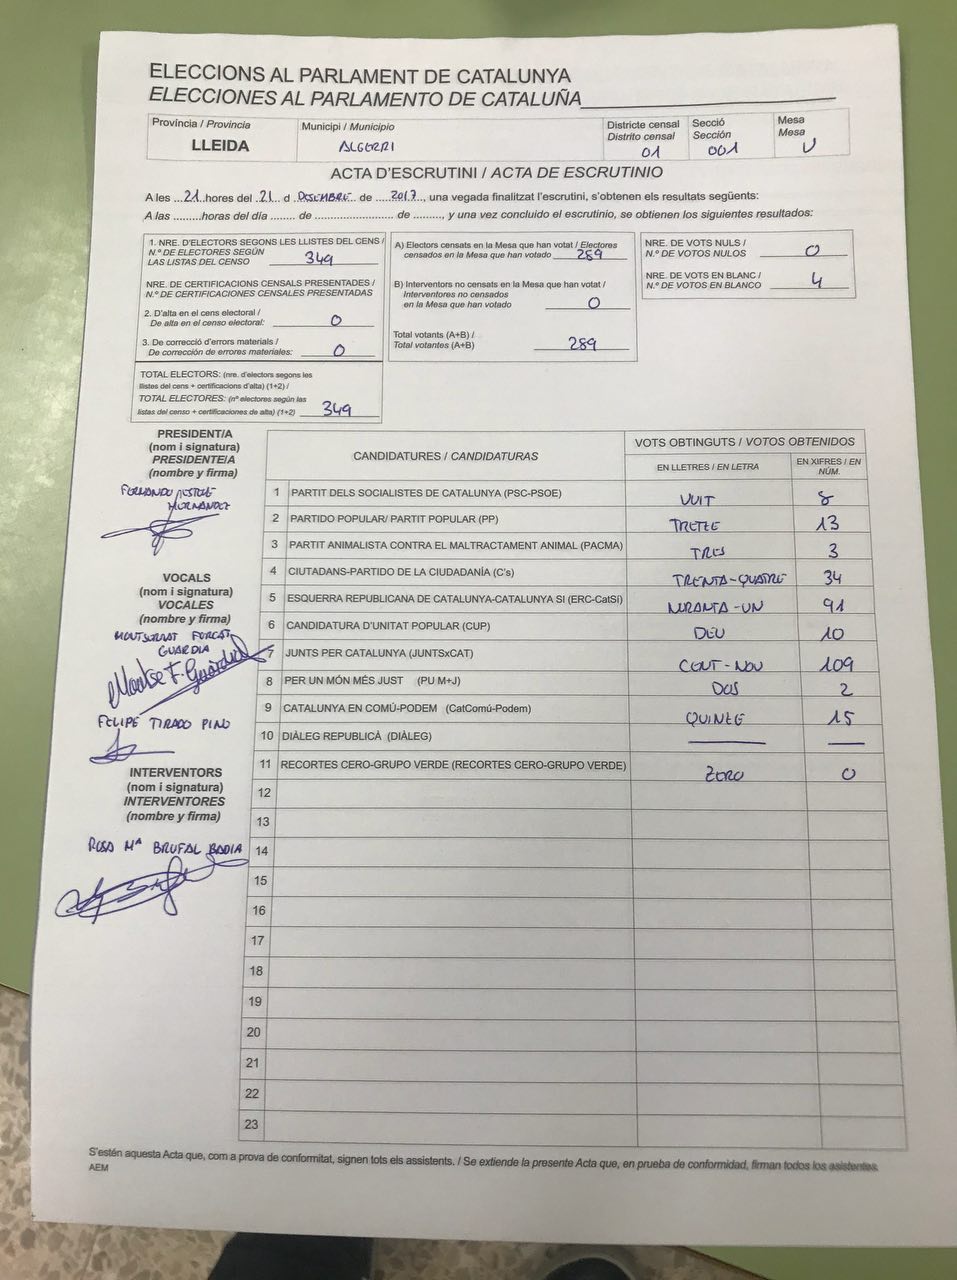 ELECCIONS AL PARLAMENT DE CATALUNYA
ELECCIONES AL PARLAMENTO DE CATALUÑA
Província / Provincia
LLEIDA
Municipi / Municipio
ALGERRI
Districte censal
Distrito censal
01
Secció
Sección
001
Mesa
Mesa
U
ACTA D'ESCRUTINI / ACTA DE ESCRUTINIO
A les ...21..hores del .21.. d DESEMBRE de .....2017.., una vegada finalitzat l'escrutini, s'obtenen els resultats següents:
A las .........horas del día ........ de ........................... de ........., y una vez concluido el escrutinio, se obtienen los siguientes resultados:
1. NRE. D'ELECTORS SEGONS LES LLISTES DEL CENS /
N.º DE ELECTORES SEGÚN
LAS LISTAS DEL CENSO 349
NRE. DE CERTIFICACIONS CENSALS PRESENTADES /
N.º DE CERTIFICACIONES CENSALES PRESENTADAS
2. D'alta en el cens electoral /
De alta en el censo electoral: 0
3. De correcció d'errors materials /
De corrección de errores materiales: 0
TOTAL ELECTORS: (nre. d'electors segons les
llistes del cens + certificacions d'alta) (1+2) /
TOTAL ELECTORES: (nº electores según las
listas del censo + certificaciones de alta) (1+2) 349
A) Electors censats en la Mesa que han votat / Electores
censados en la Mesa que han votado 289
B) Interventors no censats en la Mesa que han votat /
Interventores no censados
en la Mesa que han votado 0
Total votants (A+B) /
Total votantes (A+B) 289
NRE. DE VOTS NULS /
N.º DE VOTOS NULOS 0
NRE. DE VOTS EN BLANC /
N.º DE VOTOS EN BLANCO 4
PRESIDENT/A
(nom i signatura)
PRESIDENTE/A
(nombre y firma)
FERNANDO
HERNANDEZ
VOCALS
(nom i signatura)
VOCALES
(nombre y firma)
MONTSERRAT FORCAT
GUARDIA
Montse F. Guàrdia
FELIPE TIRADO PINO
INTERVENTORS
(nom i signatura)
INTERVENTORES
(nombre y firma)
ROSA Mª BRUFAL BADIA
CANDIDATURES / CANDIDATURAS
VOTS OBTINGUTS / VOTOS OBTENIDOS
EN LLETRES / EN LETRA
EN XIFRES / EN
NÚM.
1 PARTIT DELS SOCIALISTES DE CATALUNYA (PSC-PSOE) VUIT 8
2 PARTIDO POPULAR/ PARTIT POPULAR (PP) TRETZE 13
3 PARTIT ANIMALISTA CONTRA EL MALTRACTAMENT ANIMAL (PACMA) TRES 3
4 CIUTADANS-PARTIDO DE LA CIUDADANÍA (C's) TRENTA-QUATRE 34
5 ESQUERRA REPUBLICANA DE CATALUNYA-CATALUNYA SÍ (ERC-CatSí) NORANTA-UN 91
6 CANDIDATURA D'UNITAT POPULAR (CUP) DEU 10
7 JUNTS PER CATALUNYA (JUNTSxCAT) CENT-NOU 109
8 PER UN MÓN MÉS JUST (PU M+J) DOS 2
9 CATALUNYA EN COMÚ-PODEM (CatComú-Podem) QUINZE 15
10 DIÀLEG REPUBLICÀ (DIÀLEG)
11 RECORTES CERO-GRUPO VERDE (RECORTES CERO-GRUPO VERDE) ZERO 0
12
13
14
15
16
17
18
19
20
21
22
23
S'estén aquesta Acta que, com a prova de conformitat, signen tots els assistents. / Se extiende la presente Acta que, en prueba de conformidad, firman todos los asistentes.
AEM